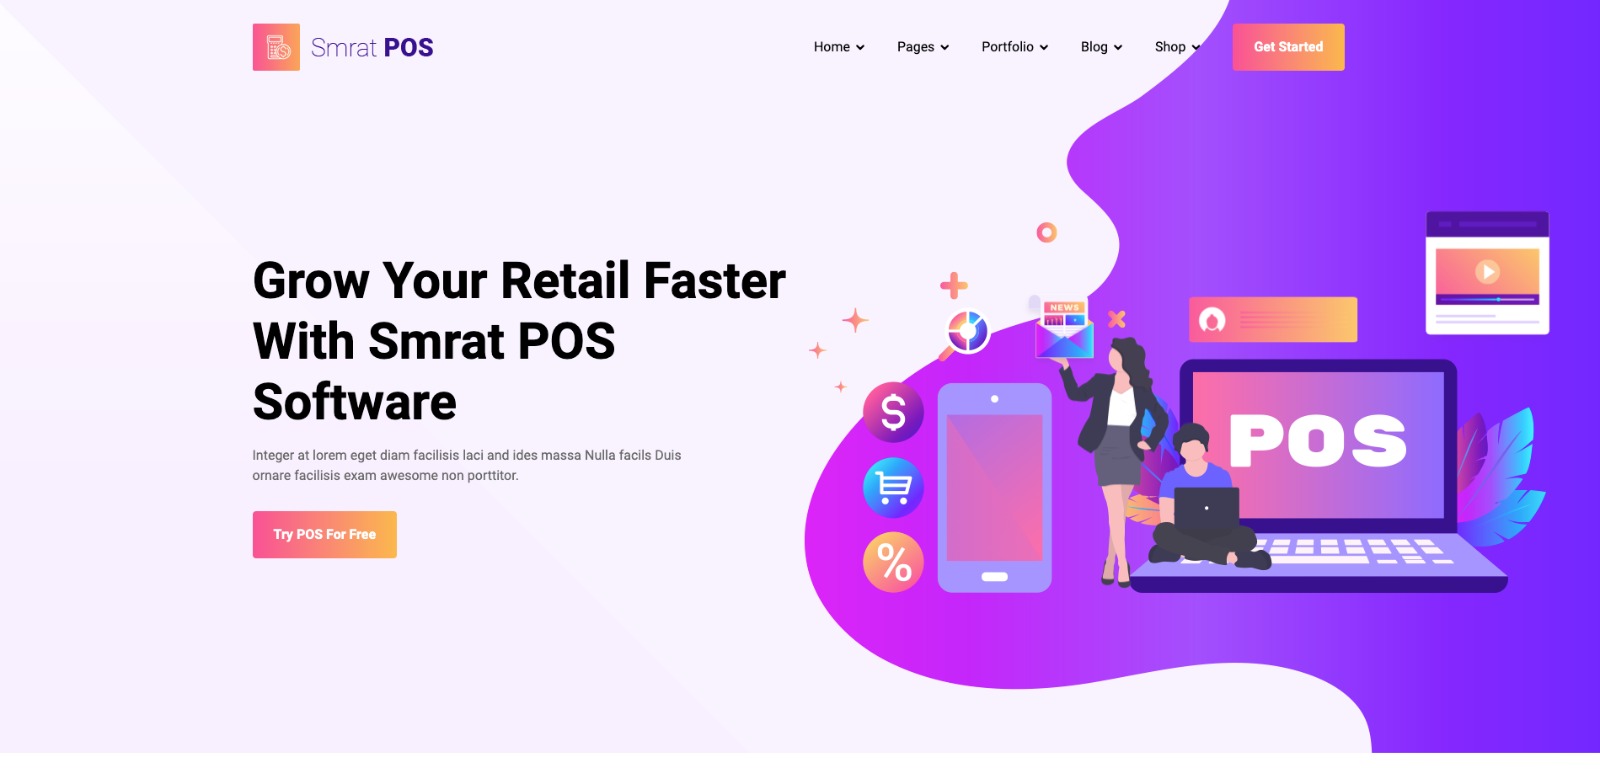 Smrat POS
Home Pages Portfolio Blog Shop Get Started
Grow Your Retail Faster
With Smrat POS
Software
Integer at lorem eget diam facilisis laci and ides massa Nulla facils Duis
ornare facilisis exam awesome non porttitor.
Try POS For Free
$
%
NEWS
POS